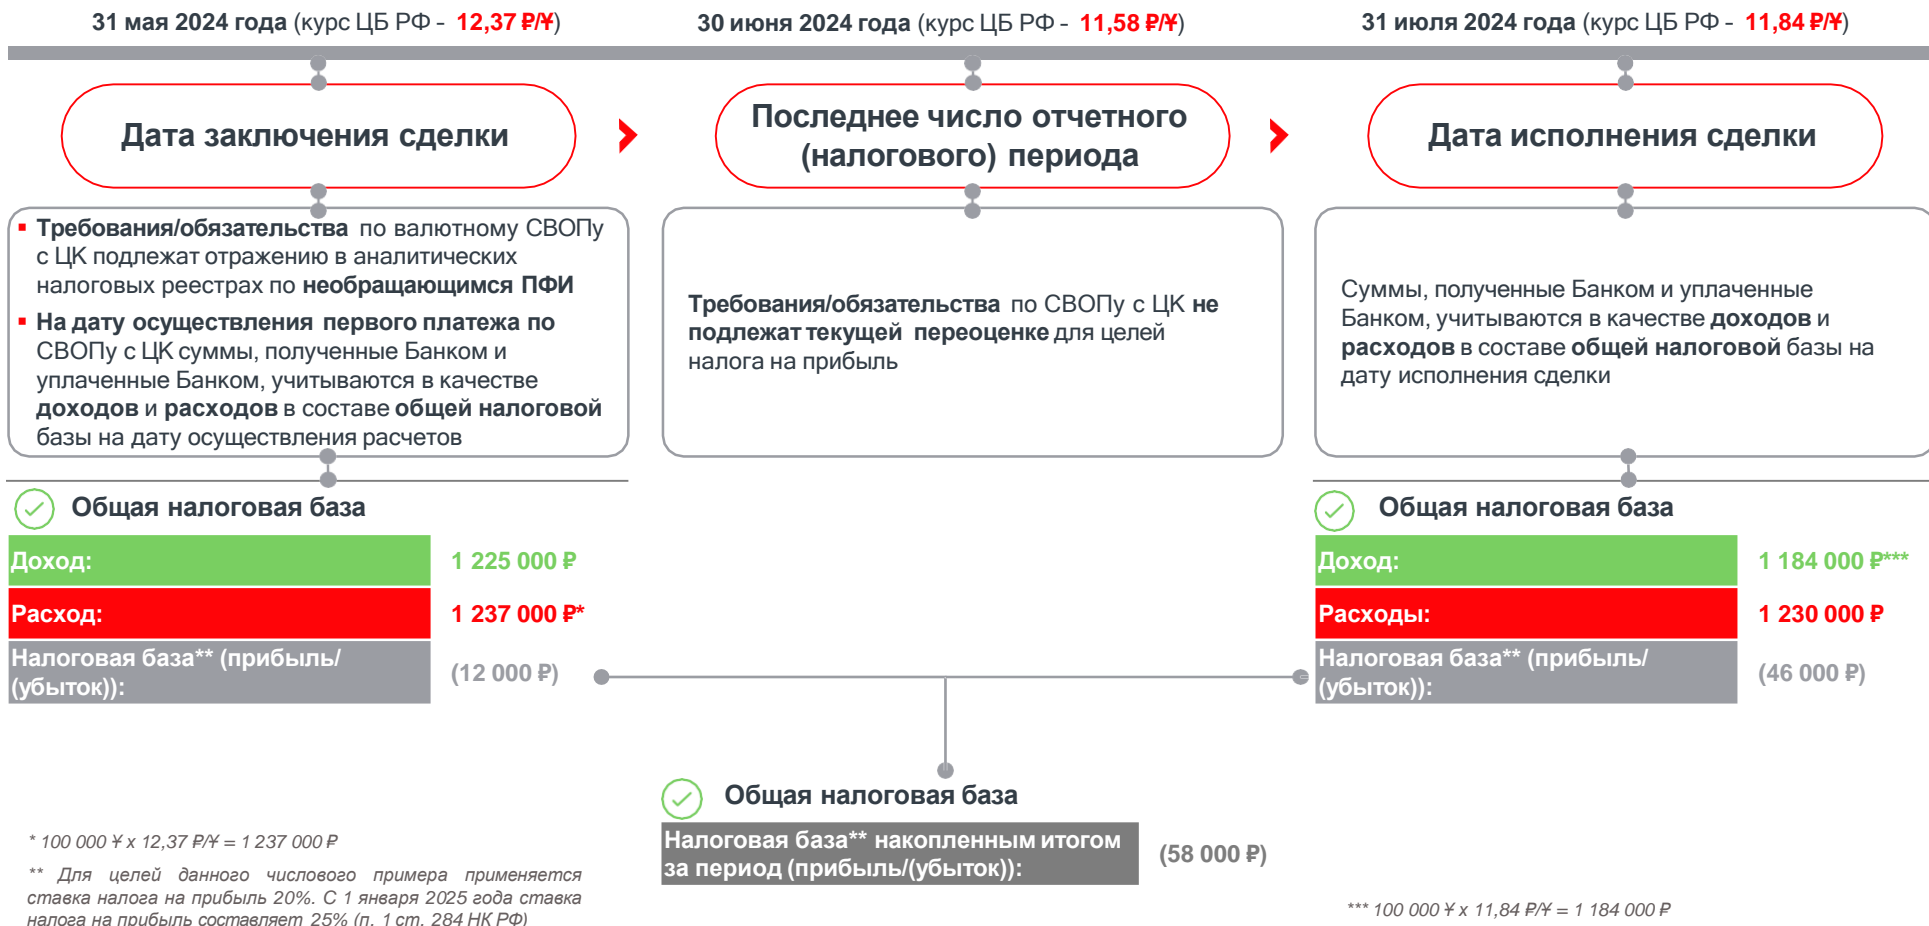 31 мая 2024 года (курс ЦБ РФ - 12,37 ₽/¥)
30 июня 2024 года (курс ЦБ РФ - 11,58 ₽/¥)
31 июля 2024 года (курс ЦБ РФ - 11,84 ₽/¥)
Дата заключения сделки
Последнее число отчетного
(налогового) периода
Дата исполнения сделки
▪ Требования/обязательства по валютному СВОПу
с ЦК подлежат отражению в аналитических
налоговых реестрах по необращающимся ПФИ
▪ На дату осуществления первого платежа по
СВОПу с ЦК суммы, полученные Банком и
уплаченные Банком, учитываются в качестве
доходов и расходов в составе общей налоговой
базы на дату осуществления расчетов
Требования/обязательства по СВОПу с ЦК не
подлежат текущей переоценке для целей
налога на прибыль
Суммы, полученные Банком и уплаченные
Банком, учитываются в качестве доходов и
расходов в составе общей налоговой базы на
дату исполнения сделки
Общая налоговая база
Доход: 1 225 000 ₽
Расход: 1 237 000 ₽*
Налоговая база** (прибыль/
(убыток)): (12 000 ₽)
Общая налоговая база
Доход: 1 184 000 ₽***
Расходы: 1 230 000 ₽
Налоговая база** (прибыль/
(убыток)): (46 000 ₽)
Общая налоговая база
Налоговая база** накопленным итогом
за период (прибыль/(убыток)): (58 000 ₽)
* 100 000 ¥ x 12,37 ₽/¥ = 1 237 000 ₽
** Для целей данного числового примера применяется
ставка налога на прибыль 20%. С 1 января 2025 года ставка
налога на прибыль составляет 25% (п. 1 ст. 284 НК РФ)
*** 100 000 ¥ x 11,84 ₽/¥ = 1 184 000 ₽